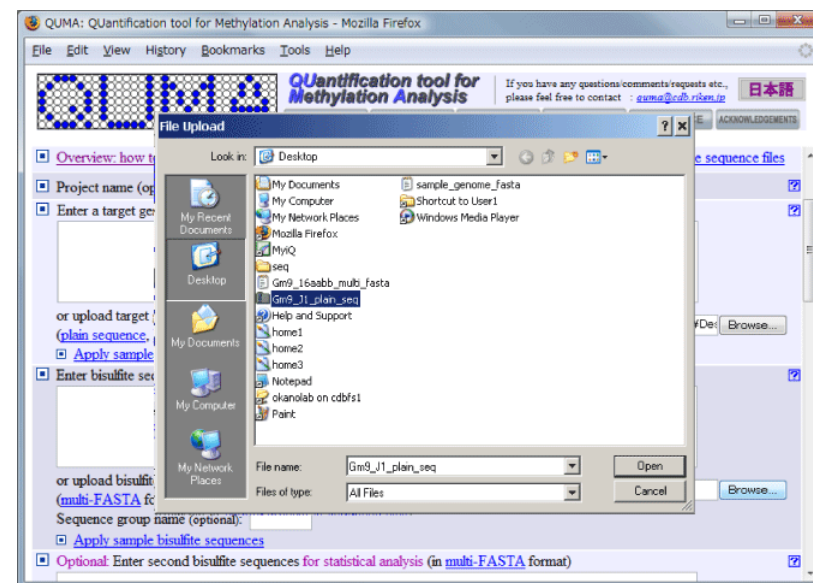 QUMA: QUantification tool for Methylation Analysis - Mozilla Firefox
File Edit View History Bookmarks Tools Help
QUMA
QUantification tool for
Methylation Analysis
If you have any questions/comments/requests etc.,
please feel free to contact : quma@cdb.riken.jp
日本語
ACKNOWLEDGEMENTS
File Upload
Overview: how t
e sequence files
Look in:
Desktop
Project name (op
Enter a target ge
My Recent
Documents
Desktop
My Documents
My Computer
My Network
Places
My Documents
My Computer
My Network Places
Mozilla Firefox
MyiQ
seq
Gm9_16aabb_multi_fasta
Gm9_J1_plain_seq
Help and Support
home1
home2
home3
Notepad
okanolab on cdbfs1
Paint
sample_genome_fasta
Shortcut to User1
Windows Media Player
or upload target
Browse...
(plain sequence,
Apply sample
Enter bisulfite se
File name:
Gm9_J1_plain_seq
Open
Files of type:
All Files
Cancel
or upload bisulfit
Browse...
(multi-FASTA fo
Sequence group name (optional):
Apply sample bisulfite sequences
Optional: Enter second bisulfite sequences for statistical analysis (in multi-FASTA format)